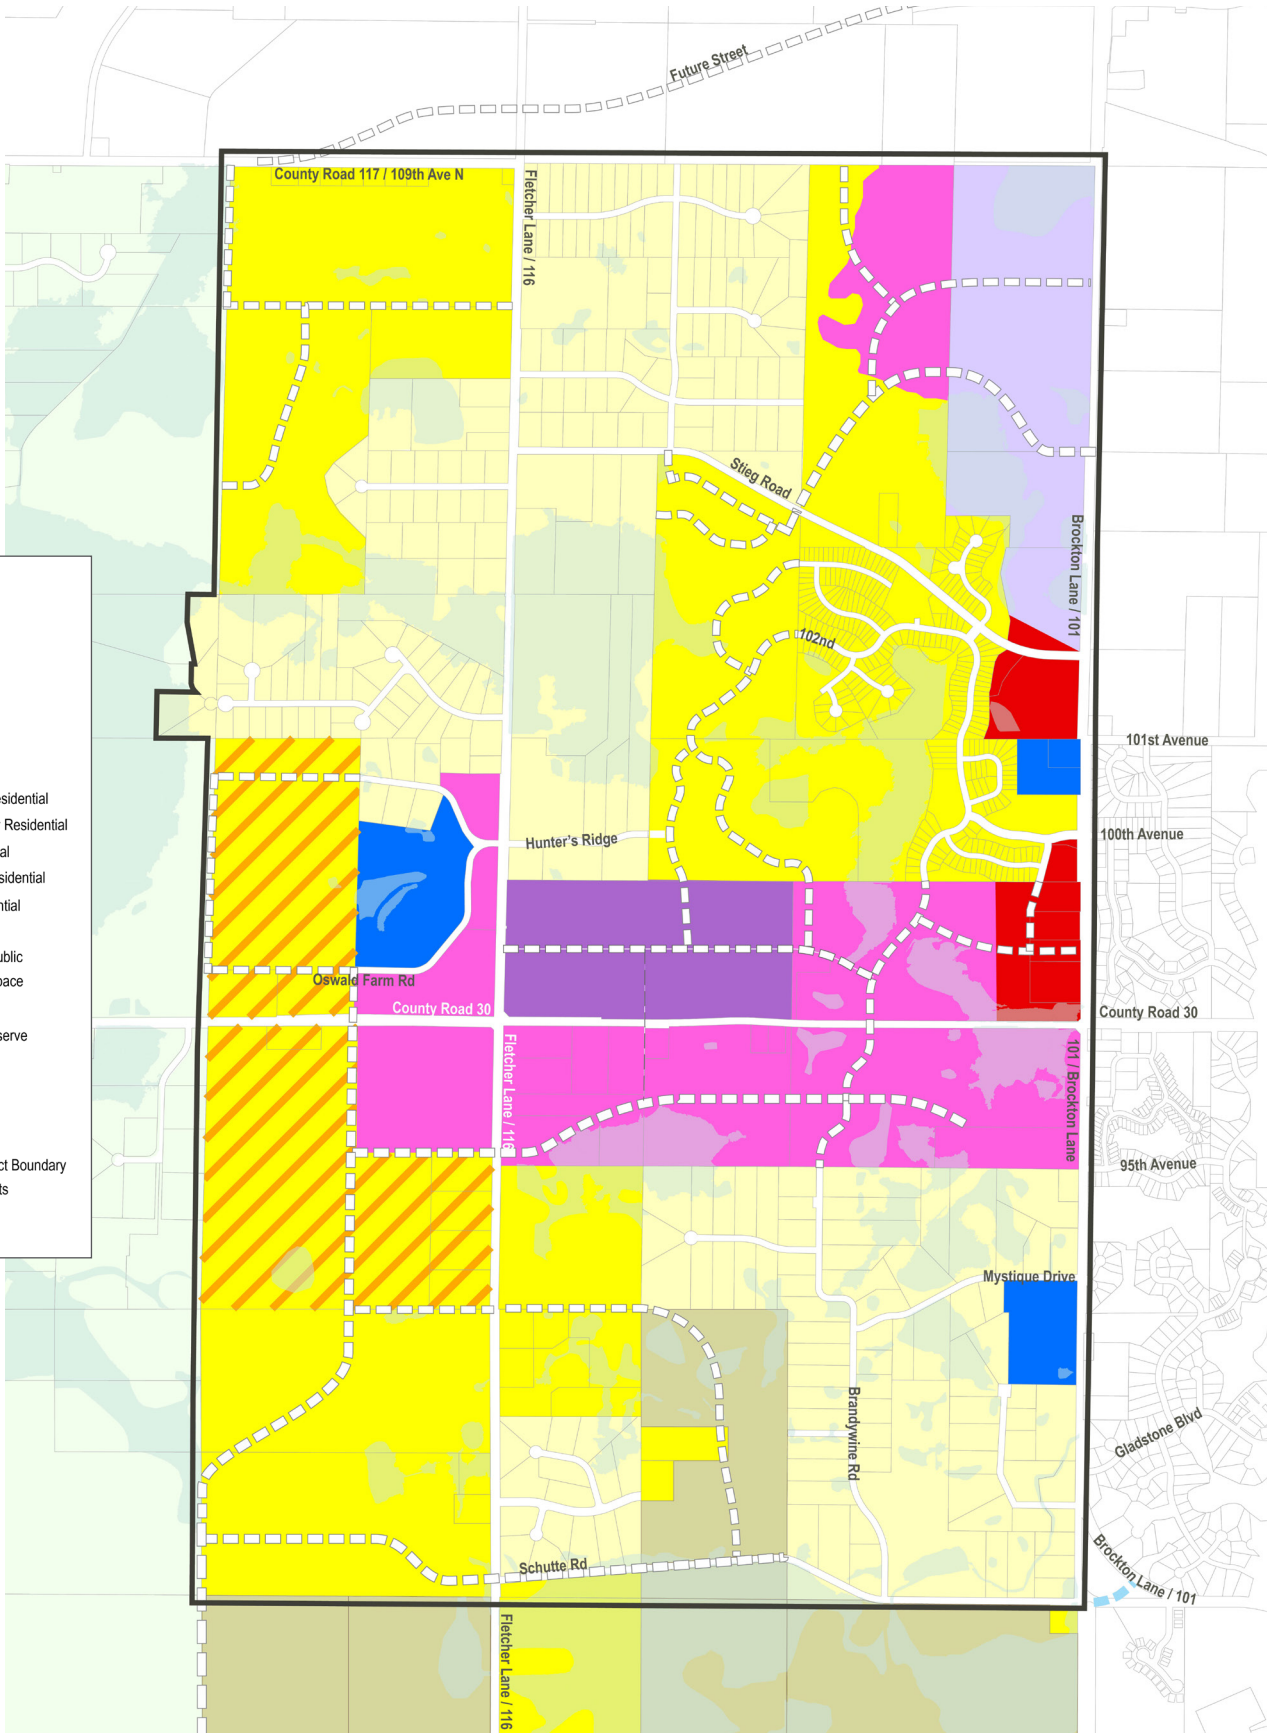 Future Street
County Road 117 / 109th Ave N
Fletcher Lane / 116
Stieg Road
Brockton Lane / 101
102nd
101st Avenue
esidential
Residential
al
sidential
ntial
ublic
pace
serve
ct Boundary
ts
Hunter's Ridge
100th Avenue
Oswald Farm Rd
County Road 30
County Road 30
Fletcher Lane / 116
101 / Brockton Lane
95th Avenue
Mystique Drive
Brandywine Rd
Gladstone Blvd
Schutte Rd
Brockton Lane / 101
Fletcher Lane / 116